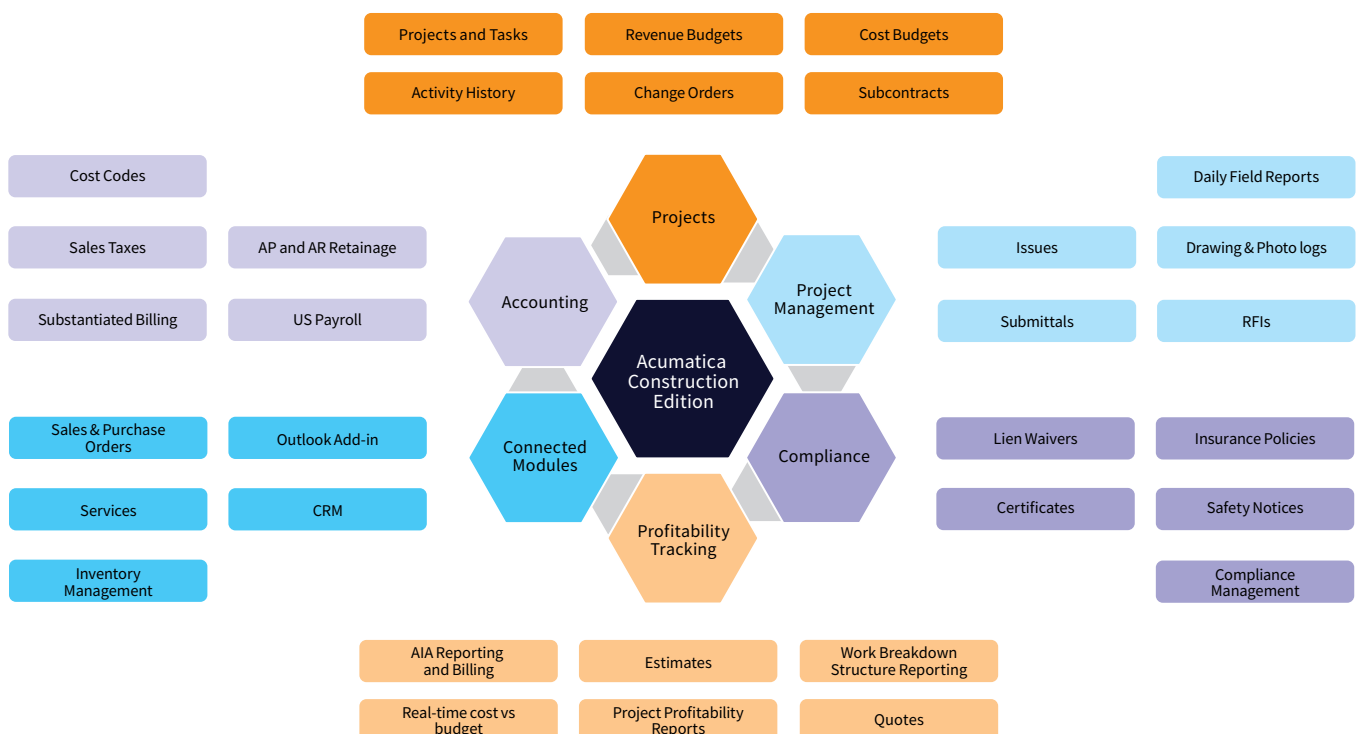 Projects and Tasks
Revenue Budgets
Cost Budgets
Activity History
Change Orders
Subcontracts
Cost Codes
Sales Taxes
AP and AR Retainage
Substantiated Billing
US Payroll
Projects
Accounting
Project
Management
Daily Field Reports
Issues
Drawing & Photo logs
Submittals
RFIs
Acumatica
Construction
Edition
Sales & Purchase
Orders
Outlook Add-in
Services
CRM
Inventory
Management
Connected
Modules
Compliance
Profitability
Tracking
Lien Waivers
Insurance Policies
Certificates
Safety Notices
Compliance
Management
AIA Reporting
and Billing
Estimates
Work Breakdown
Structure Reporting
Real-time cost vs
budget
Project Profitability
Reports
Quotes